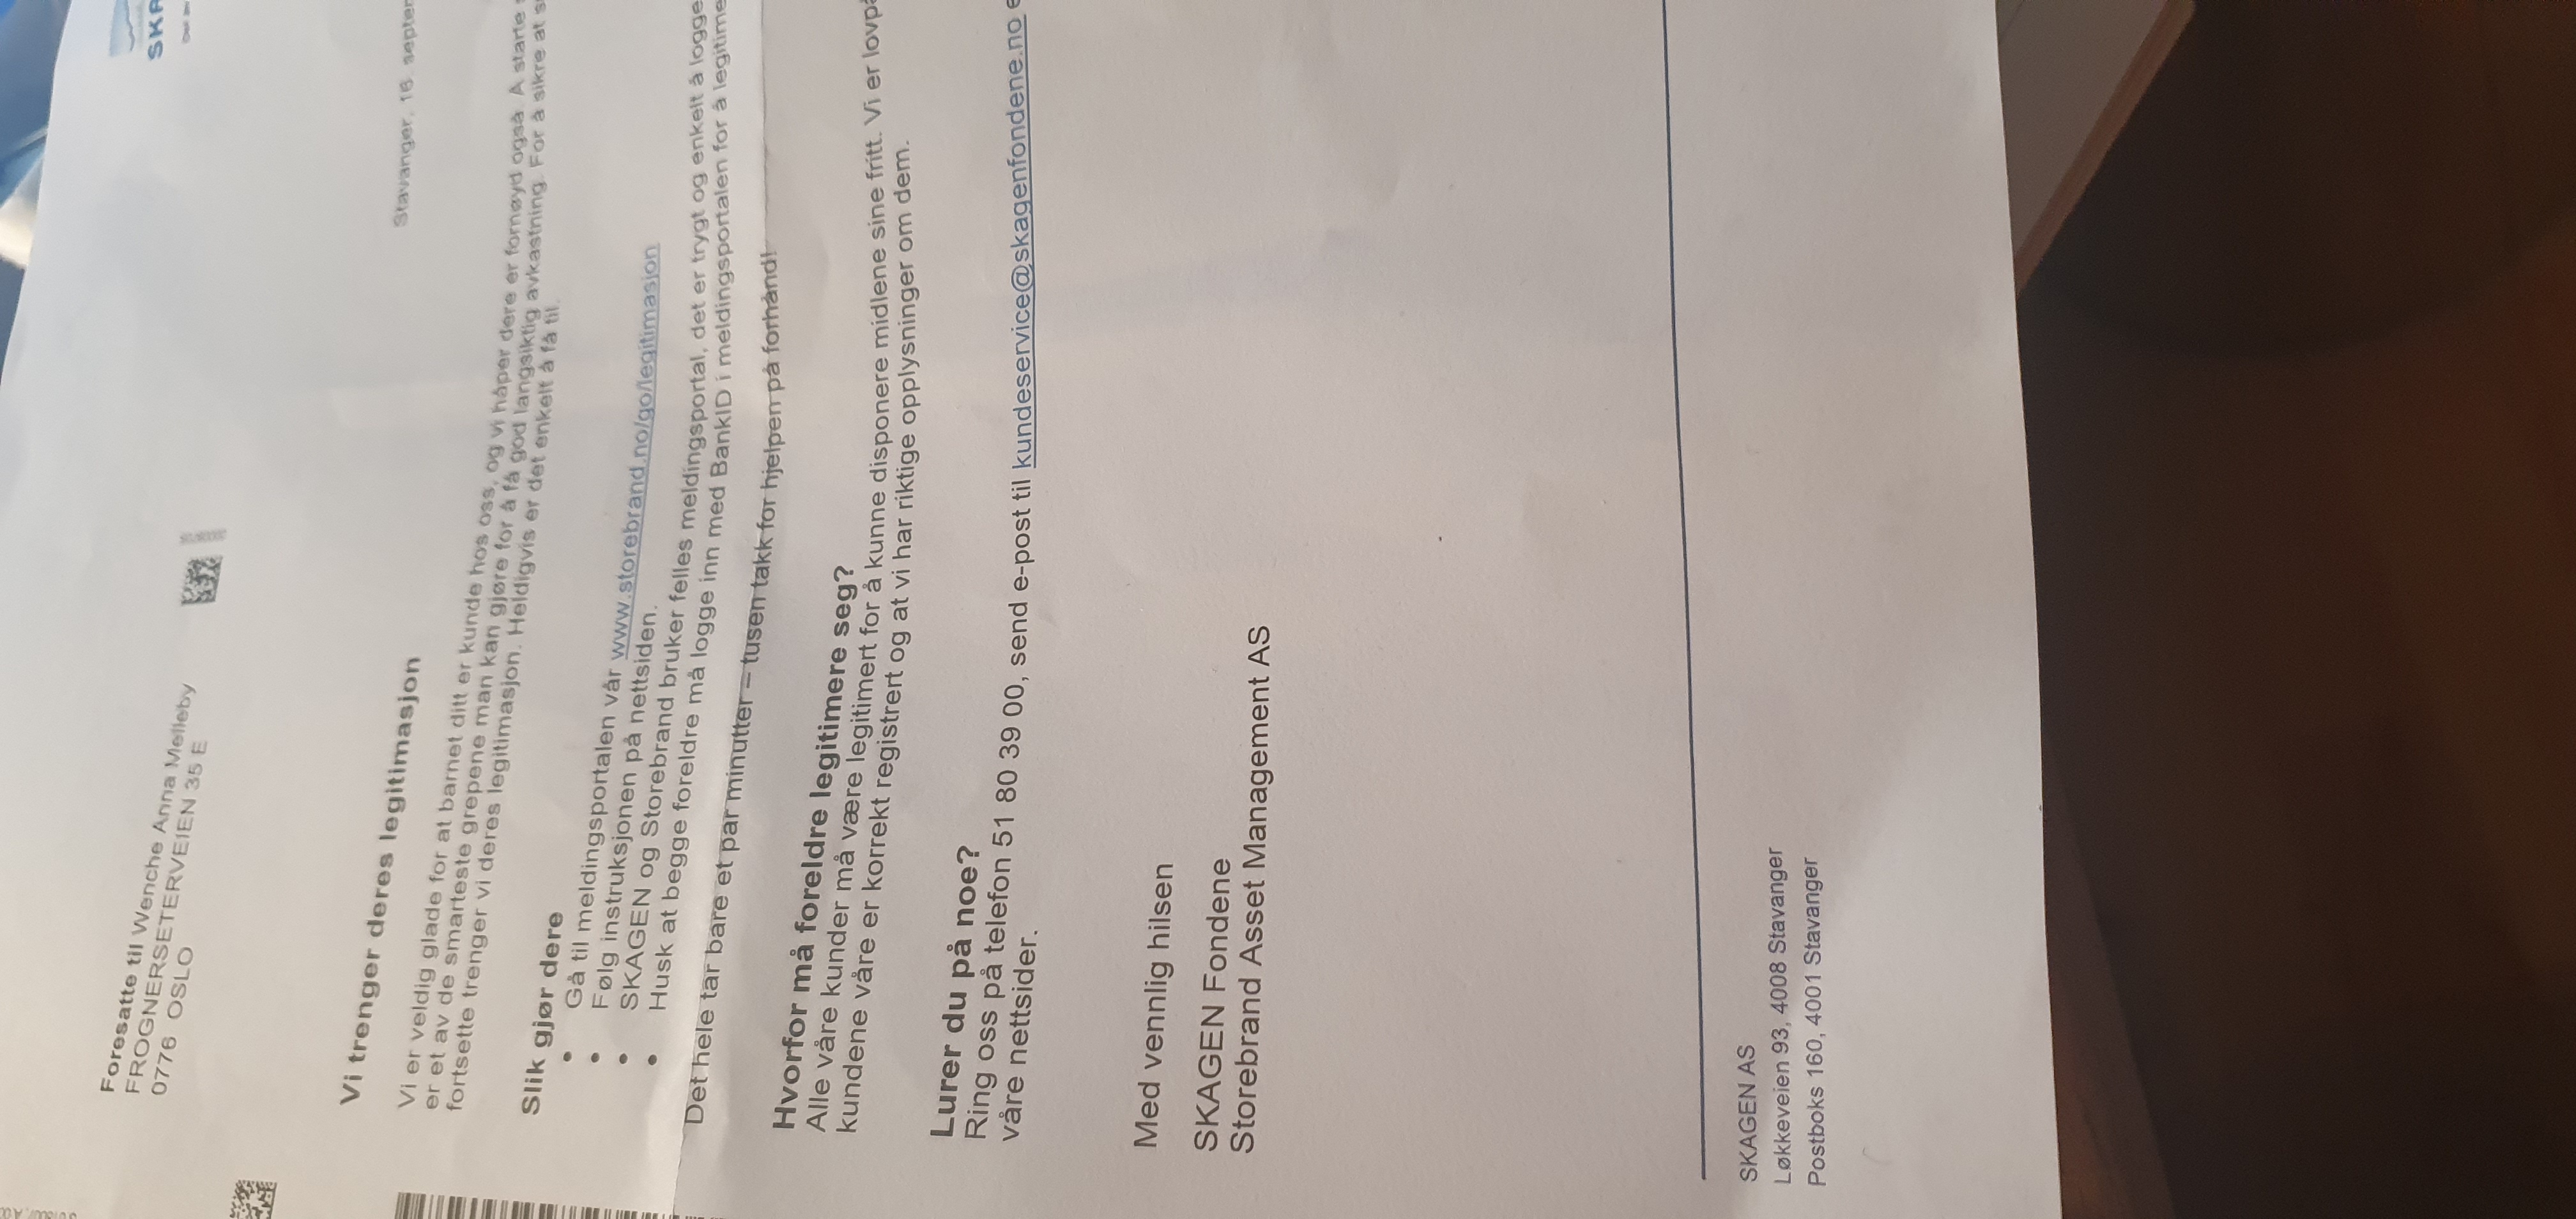 Foresatte til Wenche Anna Melleby
FROGNERSETERVEIEN 35 E
0776 OSLO
SKA
Vi trenger deres legitimasjon
Stavanger, 16. septe
Vi er veldig glade for at barnet ditt er kunde hos oss, og vi håper dere er fornøyd også. Å starte
er et av de smarteste grepene man kan gjøre for å få god langsiktig avkastning. For å sikre at s
fortsette trenger vi deres legitimasjon. Heldigvis er det enkelt å få til.
Slik gjør dere
• Gå til meldingsportalen vår www.storebrand.no/go/legitimasjon
• Følg instruksjonen på nettsiden.
• SKAGEN og Storebrand bruker felles meldingsportal, det er trygt og enkelt å logge
• Husk at begge foreldre må logge inn med BankID i meldingsportalen for å legitime
Det hele tar bare et par minutter – tusen takk for hjelpen på forhånd!
Hvorfor må foreldre legitimere seg?
Alle våre kunder må være legitimert for å kunne disponere midlene sine fritt. Vi er lovpå
kundene våre er korrekt registrert og at vi har riktige opplysninger om dem.
Lurer du på noe?
Ring oss på telefon 51 80 39 00, send e-post til kundeservice@skagenfondene.no e
våre nettsider.
Med vennlig hilsen
SKAGEN Fondene
Storebrand Asset Management AS
SKAGEN AS
Løkkeveien 93, 4008 Stavanger
Postboks 160, 4001 Stavanger